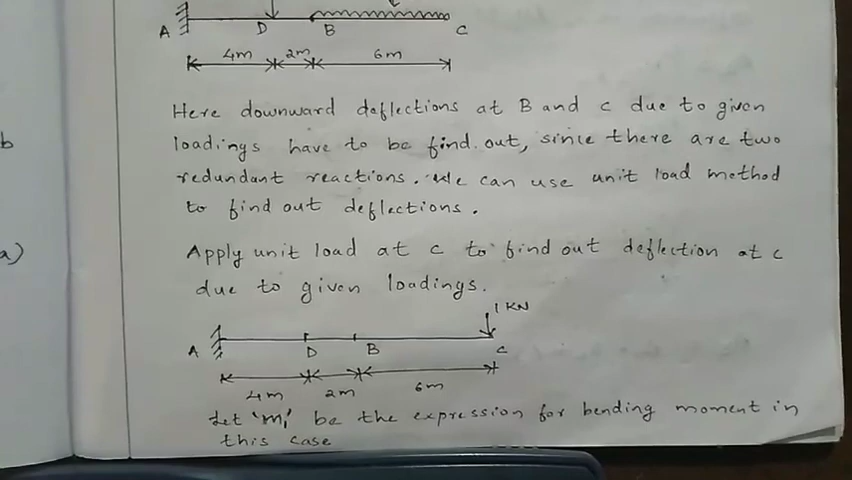 A D B C
4m 2m 6m
Here downward deflections at B and c due to given
loadings have to be find out, since there are two
redundant reactions. We can use unit load method
to find out deflections.
Apply unit load at c to find out deflection at c
due to given loadings.
1 KN
A D B C
4m 2m 6m
Let 'm,' be the expression for bending moment in
this case
b
a)